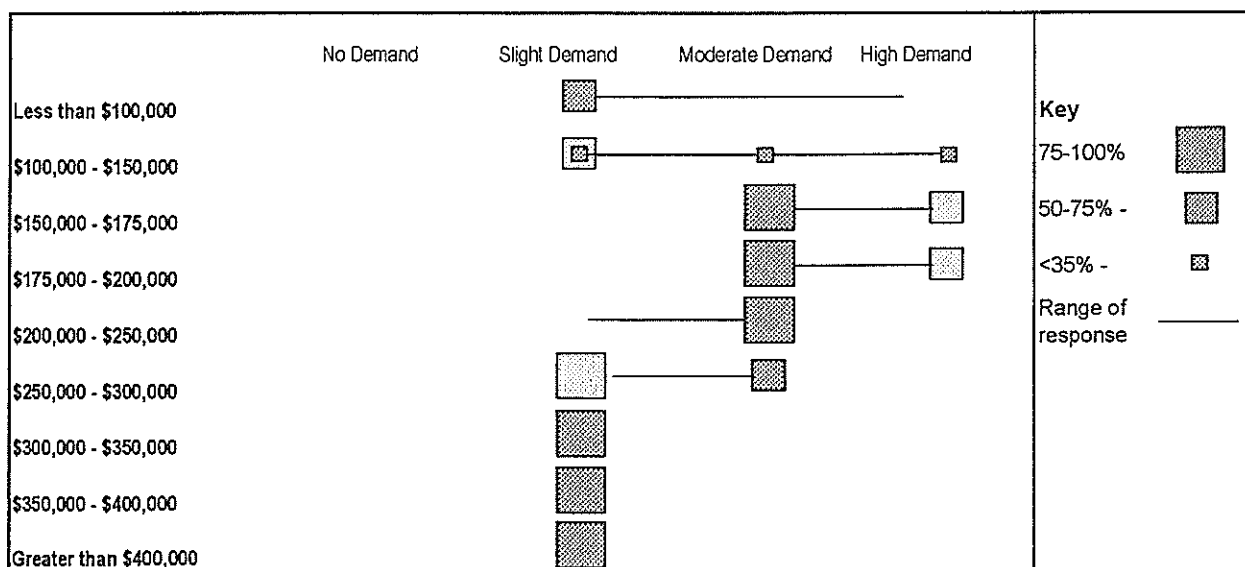 No Demand Slight Demand Moderate Demand High Demand
Less than $100,000
$100,000 - $150,000
$150,000 - $175,000
$175,000 - $200,000
$200,000 - $250,000
$250,000 - $300,000
$300,000 - $350,000
$350,000 - $400,000
Greater than $400,000
Key
75-100%
50-75% -
<35% -
Range of
response